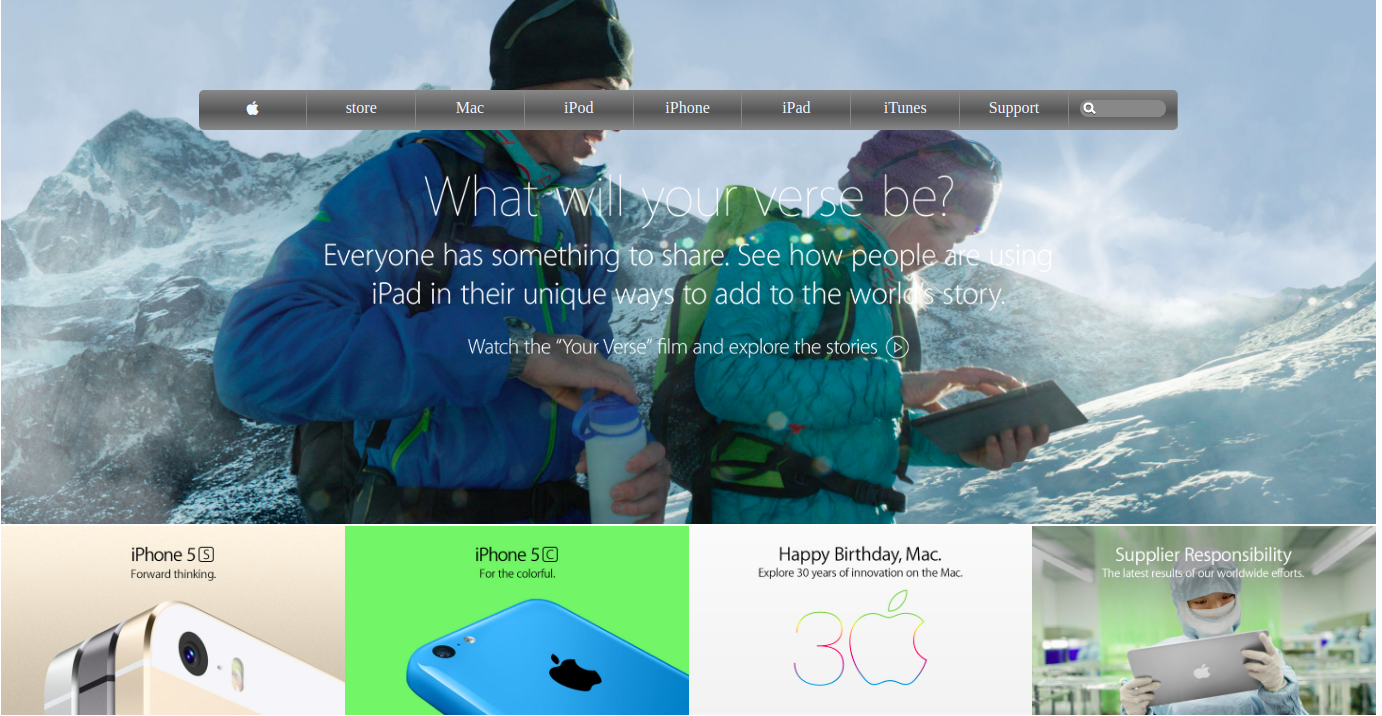 store Mac iPod iPhone iPad iTunes Support
What will your verse be?
Everyone has something to share. See how people are using
iPad in their unique ways to add to the world's story.
Watch the “Your Verse” film and explore the stories
iPhone 5S
Forward thinking.
iPhone 5C
For the colorful.
Happy Birthday, Mac.
Explore 30 years of innovation on the Mac.
30
Supplier Responsibility
The latest results of our worldwide efforts.